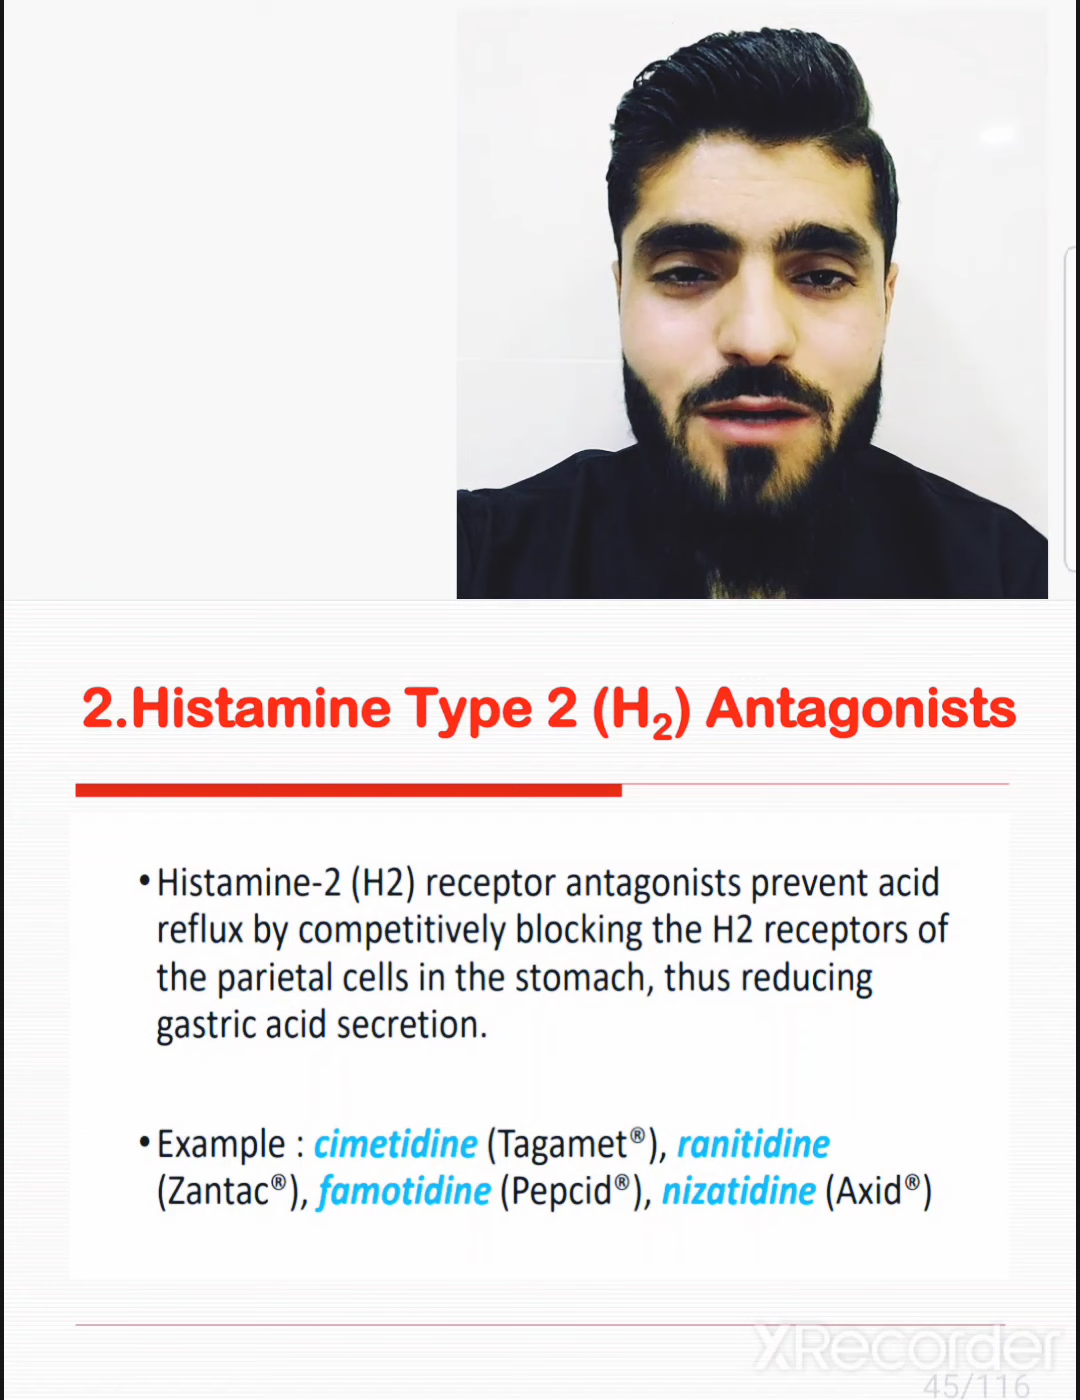 2.Histamine Type 2 (H₂) Antagonists
•Histamine-2 (H2) receptor antagonists prevent acid
reflux by competitively blocking the H2 receptors of
the parietal cells in the stomach, thus reducing
gastric acid secretion.
•Example : cimetidine (Tagamet®), ranitidine
(Zantac®), famotidine (Pepcid®), nizatidine (Axid®)
XRecorder
45/116